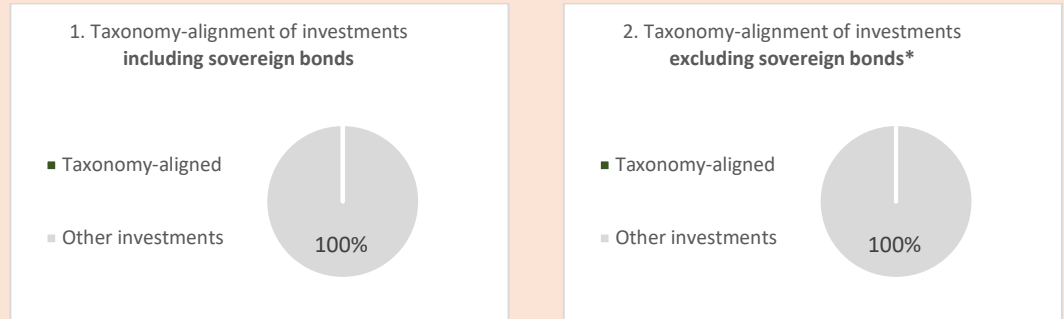 1. Taxonomy-alignment of investments
including sovereign bonds
Taxonomy-aligned
Other investments
100%
2. Taxonomy-alignment of investments
excluding sovereign bonds*
Taxonomy-aligned
Other investments
100%